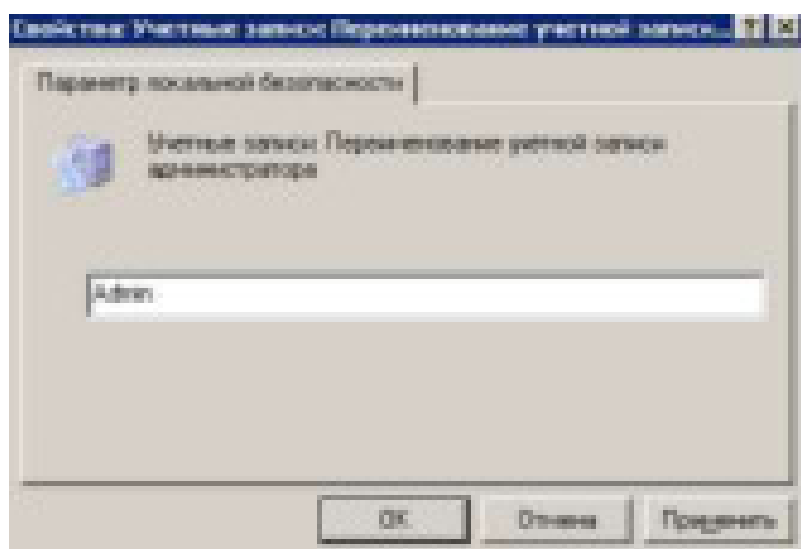 Свойства: Учетные записи: Переименование учетной записи...
Параметр локальной безопасности
Учетные записи: Переименование учетной записи
администратора
Admin
OK
Отмена
Применить